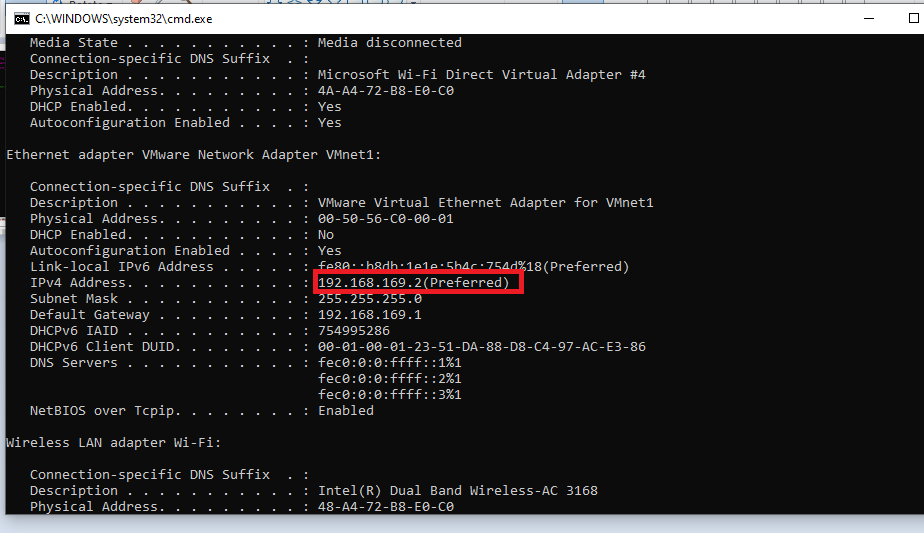 C:\WINDOWS\system32\cmd.exe
Media State . . . . . . . . . . . : Media disconnected
Connection-specific DNS Suffix  . :
Description . . . . . . . . . . . : Microsoft Wi-Fi Direct Virtual Adapter #4
Physical Address. . . . . . . . . : 4A-A4-72-B8-E0-C0
DHCP Enabled. . . . . . . . . . . : Yes
Autoconfiguration Enabled . . . . : Yes
Ethernet adapter VMware Network Adapter VMnet1:
Connection-specific DNS Suffix  . :
Description . . . . . . . . . . . : VMware Virtual Ethernet Adapter for VMnet1
Physical Address. . . . . . . . . : 00-50-56-C0-00-01
DHCP Enabled. . . . . . . . . . . : No
Autoconfiguration Enabled . . . . : Yes
Link-local IPv6 Address . . . . . : fe80::b8db:1e1e:5b4c:754d%18(Preferred)
IPv4 Address. . . . . . . . . . . : 192.168.169.2(Preferred)
Subnet Mask . . . . . . . . . . . : 255.255.255.0
Default Gateway . . . . . . . . . : 192.168.169.1
DHCPv6 IAID . . . . . . . . . . . : 754995286
DHCPv6 Client DUID. . . . . . . . : 00-01-00-01-23-51-DA-88-D8-C4-97-AC-E3-86
DNS Servers . . . . . . . . . . . : fec0:0:0:ffff::1%1
fec0:0:0:ffff::2%1
fec0:0:0:ffff::3%1
NetBIOS over Tcpip. . . . . . . . : Enabled
Wireless LAN adapter Wi-Fi:
Connection-specific DNS Suffix  . :
Description . . . . . . . . . . . : Intel(R) Dual Band Wireless-AC 3168
Physical Address. . . . . . . . . : 48-A4-72-B8-E0-C0